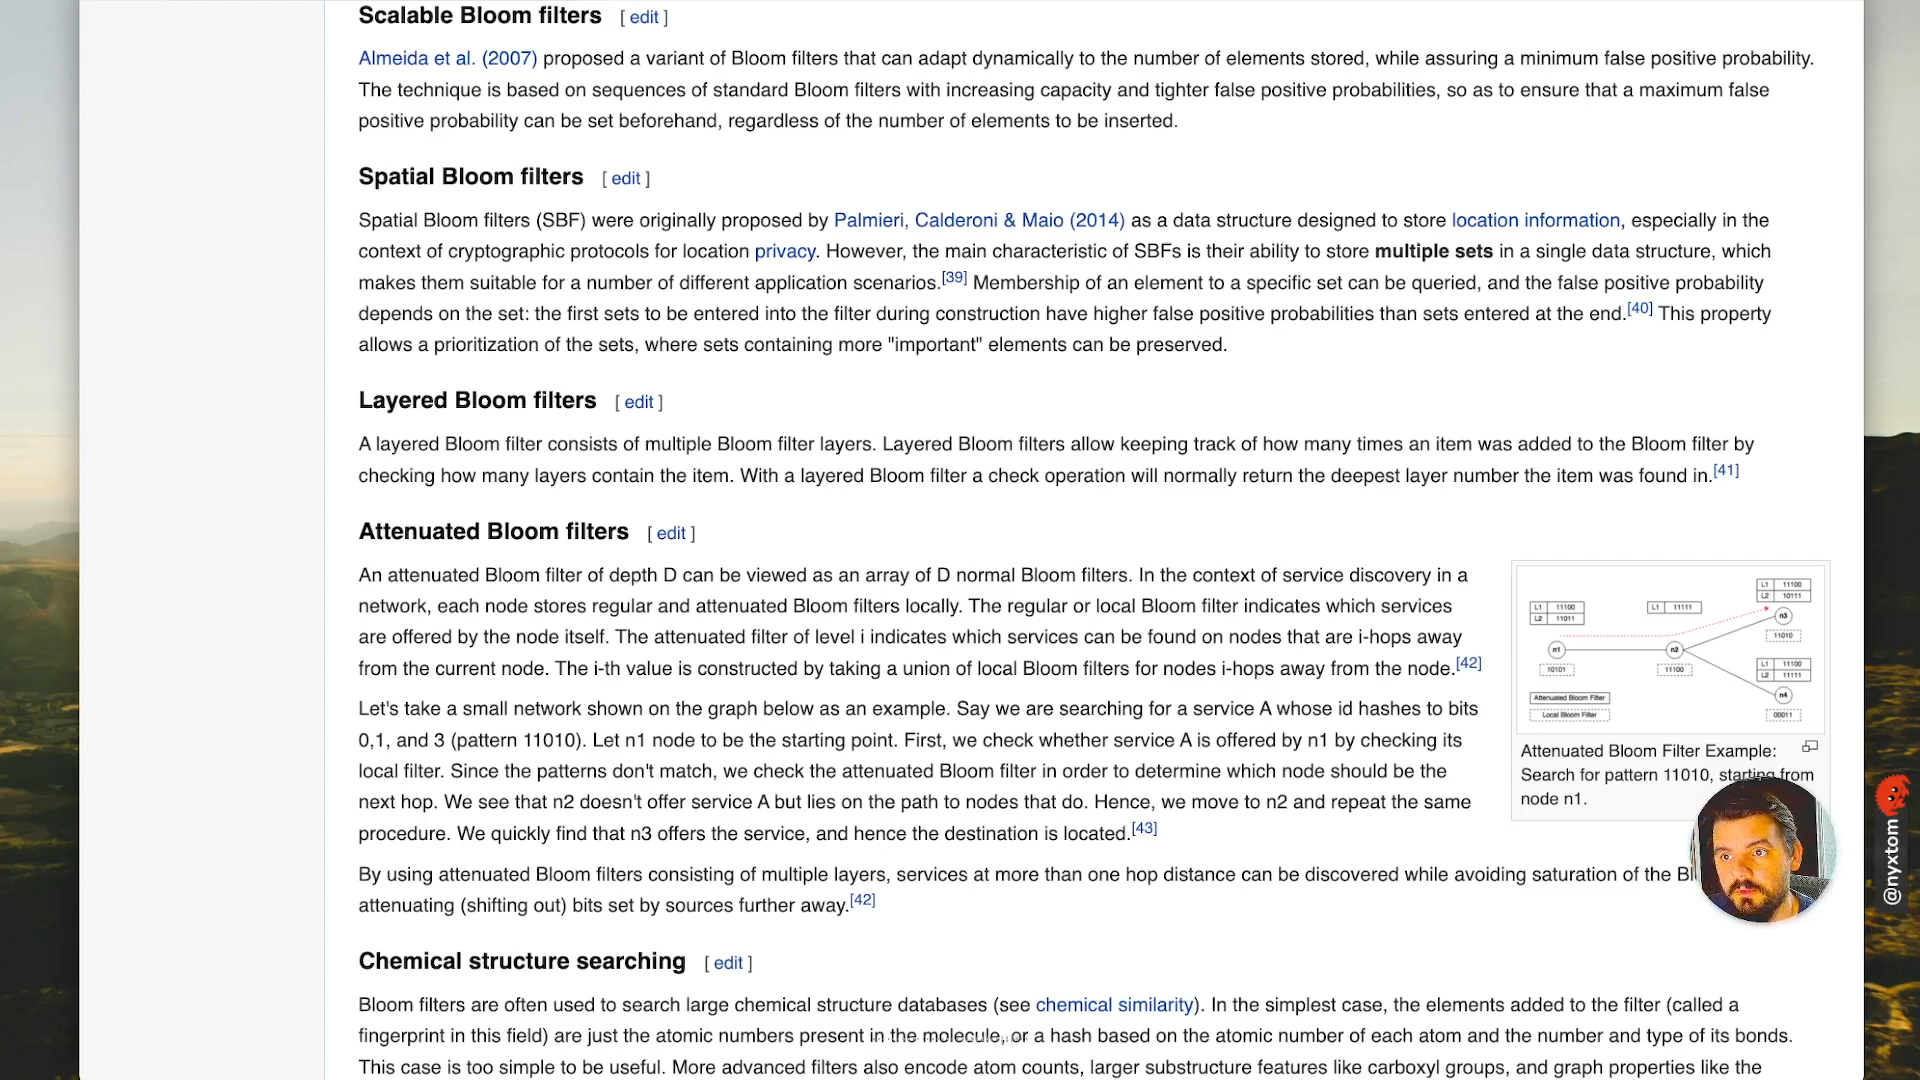 Scalable Bloom filters [ edit ]
Almeida et al. (2007) proposed a variant of Bloom filters that can adapt dynamically to the number of elements stored, while assuring a minimum false positive probability.
The technique is based on sequences of standard Bloom filters with increasing capacity and tighter false positive probabilities, so as to ensure that a maximum false
positive probability can be set beforehand, regardless of the number of elements to be inserted.
Spatial Bloom filters [ edit ]
Spatial Bloom filters (SBF) were originally proposed by Palmieri, Calderoni & Maio (2014) as a data structure designed to store location information, especially in the
context of cryptographic protocols for location privacy. However, the main characteristic of SBFs is their ability to store multiple sets in a single data structure, which
makes them suitable for a number of different application scenarios.[39] Membership of an element to a specific set can be queried, and the false positive probability
depends on the set: the first sets to be entered into the filter during construction have higher false positive probabilities than sets entered at the end.[40] This property
allows a prioritization of the sets, where sets containing more "important" elements can be preserved.
Layered Bloom filters [ edit ]
A layered Bloom filter consists of multiple Bloom filter layers. Layered Bloom filters allow keeping track of how many times an item was added to the Bloom filter by
checking how many layers contain the item. With a layered Bloom filter a check operation will normally return the deepest layer number the item was found in.[41]
Attenuated Bloom filters [ edit ]
An attenuated Bloom filter of depth D can be viewed as an array of D normal Bloom filters. In the context of service discovery in a
network, each node stores regular and attenuated Bloom filters locally. The regular or local Bloom filter indicates which services
are offered by the node itself. The attenuated filter of level i indicates which services can be found on nodes that are i-hops away
from the current node. The i-th value is constructed by taking a union of local Bloom filters for nodes i-hops away from the node.[42]
Let's take a small network shown on the graph below as an example. Say we are searching for a service A whose id hashes to bits
0,1, and 3 (pattern 11010). Let n1 node to be the starting point. First, we check whether service A is offered by n1 by checking its
local filter. Since the patterns don't match, we check the attenuated Bloom filter in order to determine which node should be the
next hop. We see that n2 doesn't offer service A but lies on the path to nodes that do. Hence, we move to n2 and repeat the same
procedure. We quickly find that n3 offers the service, and hence the destination is located.[43]
L1 11100
L2 11011
n1
10101
L1 11111
n2
11100
L1 11100
L2 10111
n3
11010
L1 11100
L2 11111
n4
00011
Attenuated Bloom Filter
Local Bloom Filter
Attenuated Bloom Filter Example:
Search for pattern 11010, starting from
node n1.
By using attenuated Bloom filters consisting of multiple layers, services at more than one hop distance can be discovered while avoiding saturation of the
attenuating (shifting out) bits set by sources further away.[42]
Chemical structure searching [ edit ]
Bloom filters are often used to search large chemical structure databases (see chemical similarity). In the simplest case, the elements added to the filter (called a
fingerprint in this field) are just the atomic numbers present in the molecule, or a hash based on the atomic number of each atom and the number and type of its bonds.
This case is too simple to be useful. More advanced filters also encode atom counts, larger substructure features like carboxyl groups, and graph properties like the
@nyxtom